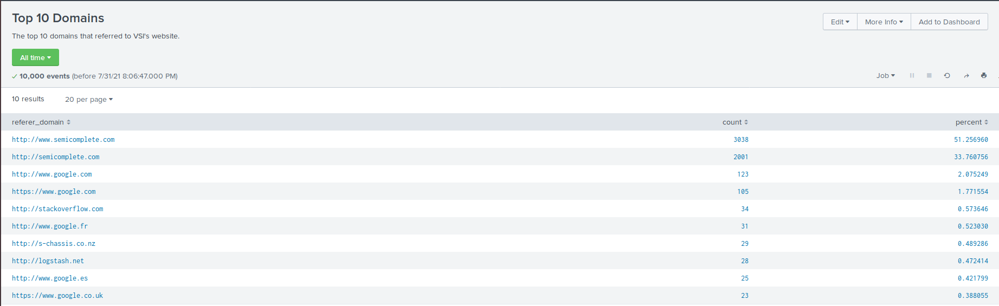 Top 10 Domains
Edit More Info Add to Dashboard
The top 10 domains that referred to VSI's website.
All time
10,000 events (before 7/31/21 8:06:47.000 PM)
Job
10 results 20 per page
referer_domain count percent
http://www.semicomplete.com 3038 51.256960
http://semicomplete.com 2001 33.760756
http://www.google.com 123 2.075249
https://www.google.com 105 1.771554
http://stackoverflow.com 34 0.573646
http://www.google.fr 31 0.523030
http://s-chassis.co.nz 29 0.489286
http://logstash.net 28 0.472414
http://www.google.es 25 0.421799
https://www.google.co.uk 23 0.388055